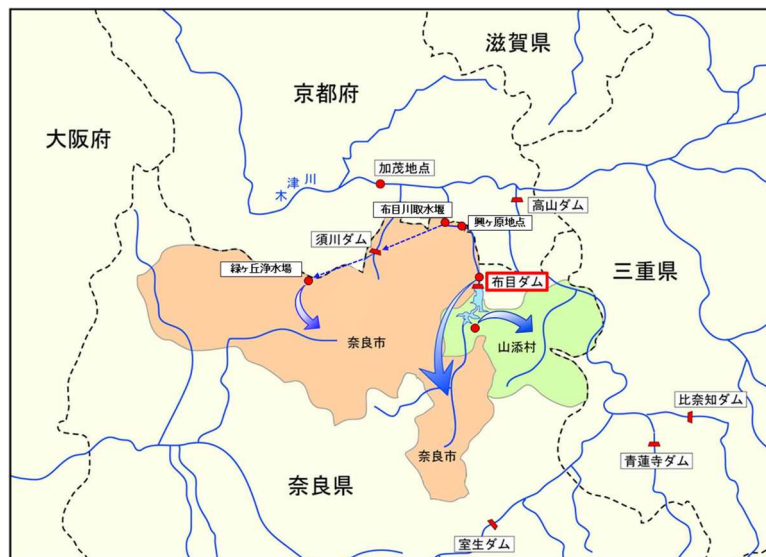 滋賀県
京都府
大阪府
木津川
加茂地点
布目川取水堰
興ヶ原地点
高山ダム
須川ダム
緑ヶ丘浄水場
布目ダム
三重県
奈良市
山添村
比奈知ダム
青蓮寺ダム
奈良市
奈良県
室生ダム